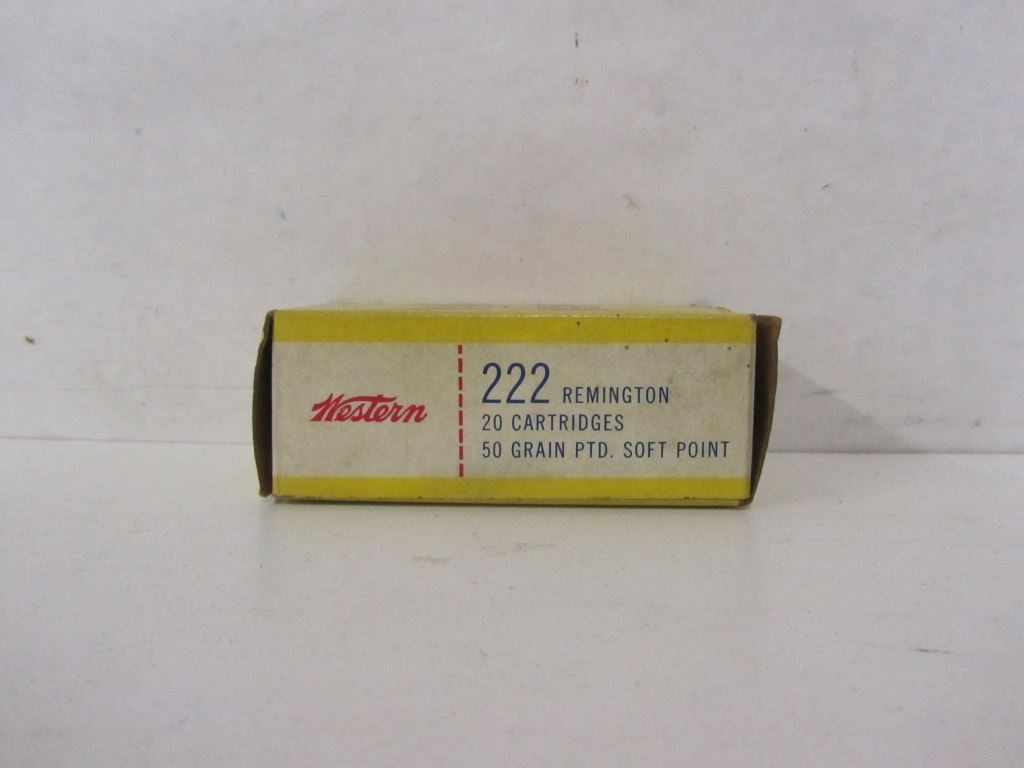 Western
222 REMINGTON
20 CARTRIDGES
50 GRAIN PTD. SOFT POINT